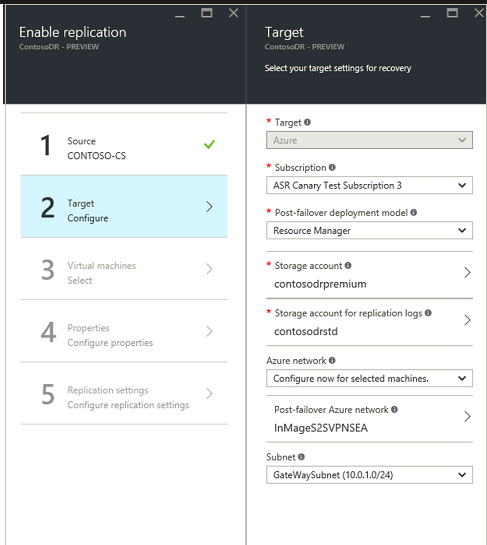 Enable replication
ContosoDR - PREVIEW
1
Source
CONTOSO-CS
2
Target
Configure
3
Virtual machines
Select
4
Properties
Configure properties
5
Replication settings
Configure replication settings
Target
ContosoDR - PREVIEW
Select your target settings for recovery
* Target
Azure
* Subscription
ASR Canary Test Subscription 3
* Post-failover deployment model
Resource Manager
* Storage account
contosodrpremium
* Storage account for replication logs
contosodrstd
Azure network
Configure now for selected machines.
Post-failover Azure network
InMageS2SVPNSEA
Subnet
GateWaySubnet (10.0.1.0/24)